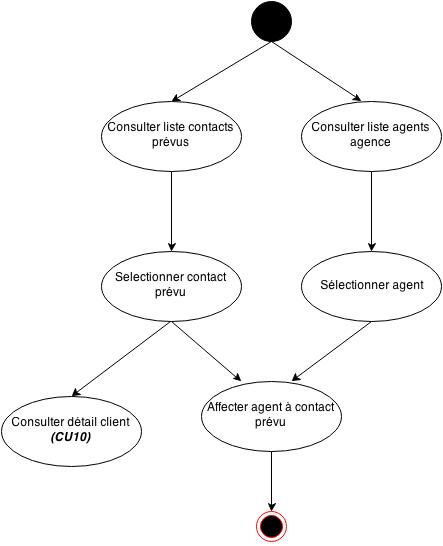 Consulter liste contacts
prévus
Consulter liste agents
agence
Selectionner contact
prévu
Sélectionner agent
Consulter détail client
(CU10)
Affecter agent à contact
prévu